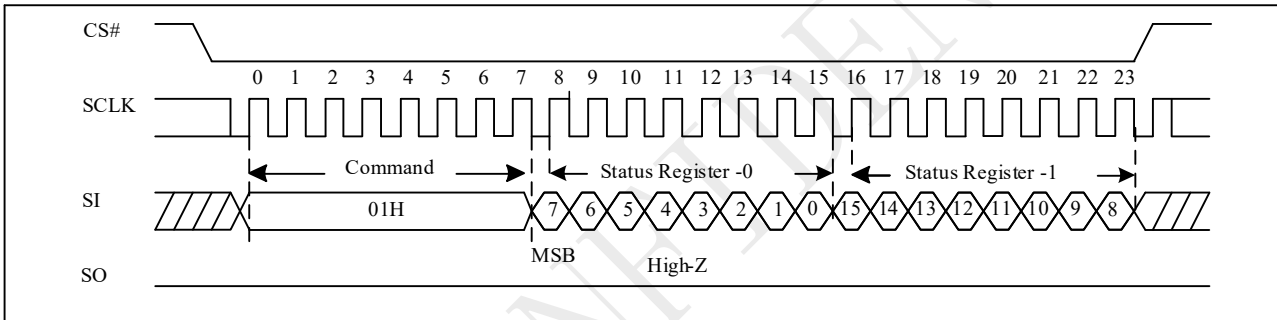 CS#
0 1 2 3 4 5 6 7 8 9 10 11 12 13 14 15 16 17 18 19 20 21 22 23
SCLK
Command Status Register -0 Status Register -1
SI
01H 7 6 5 4 3 2 1 0 15 14 13 12 11 10 9 8
MSB High-Z
SO